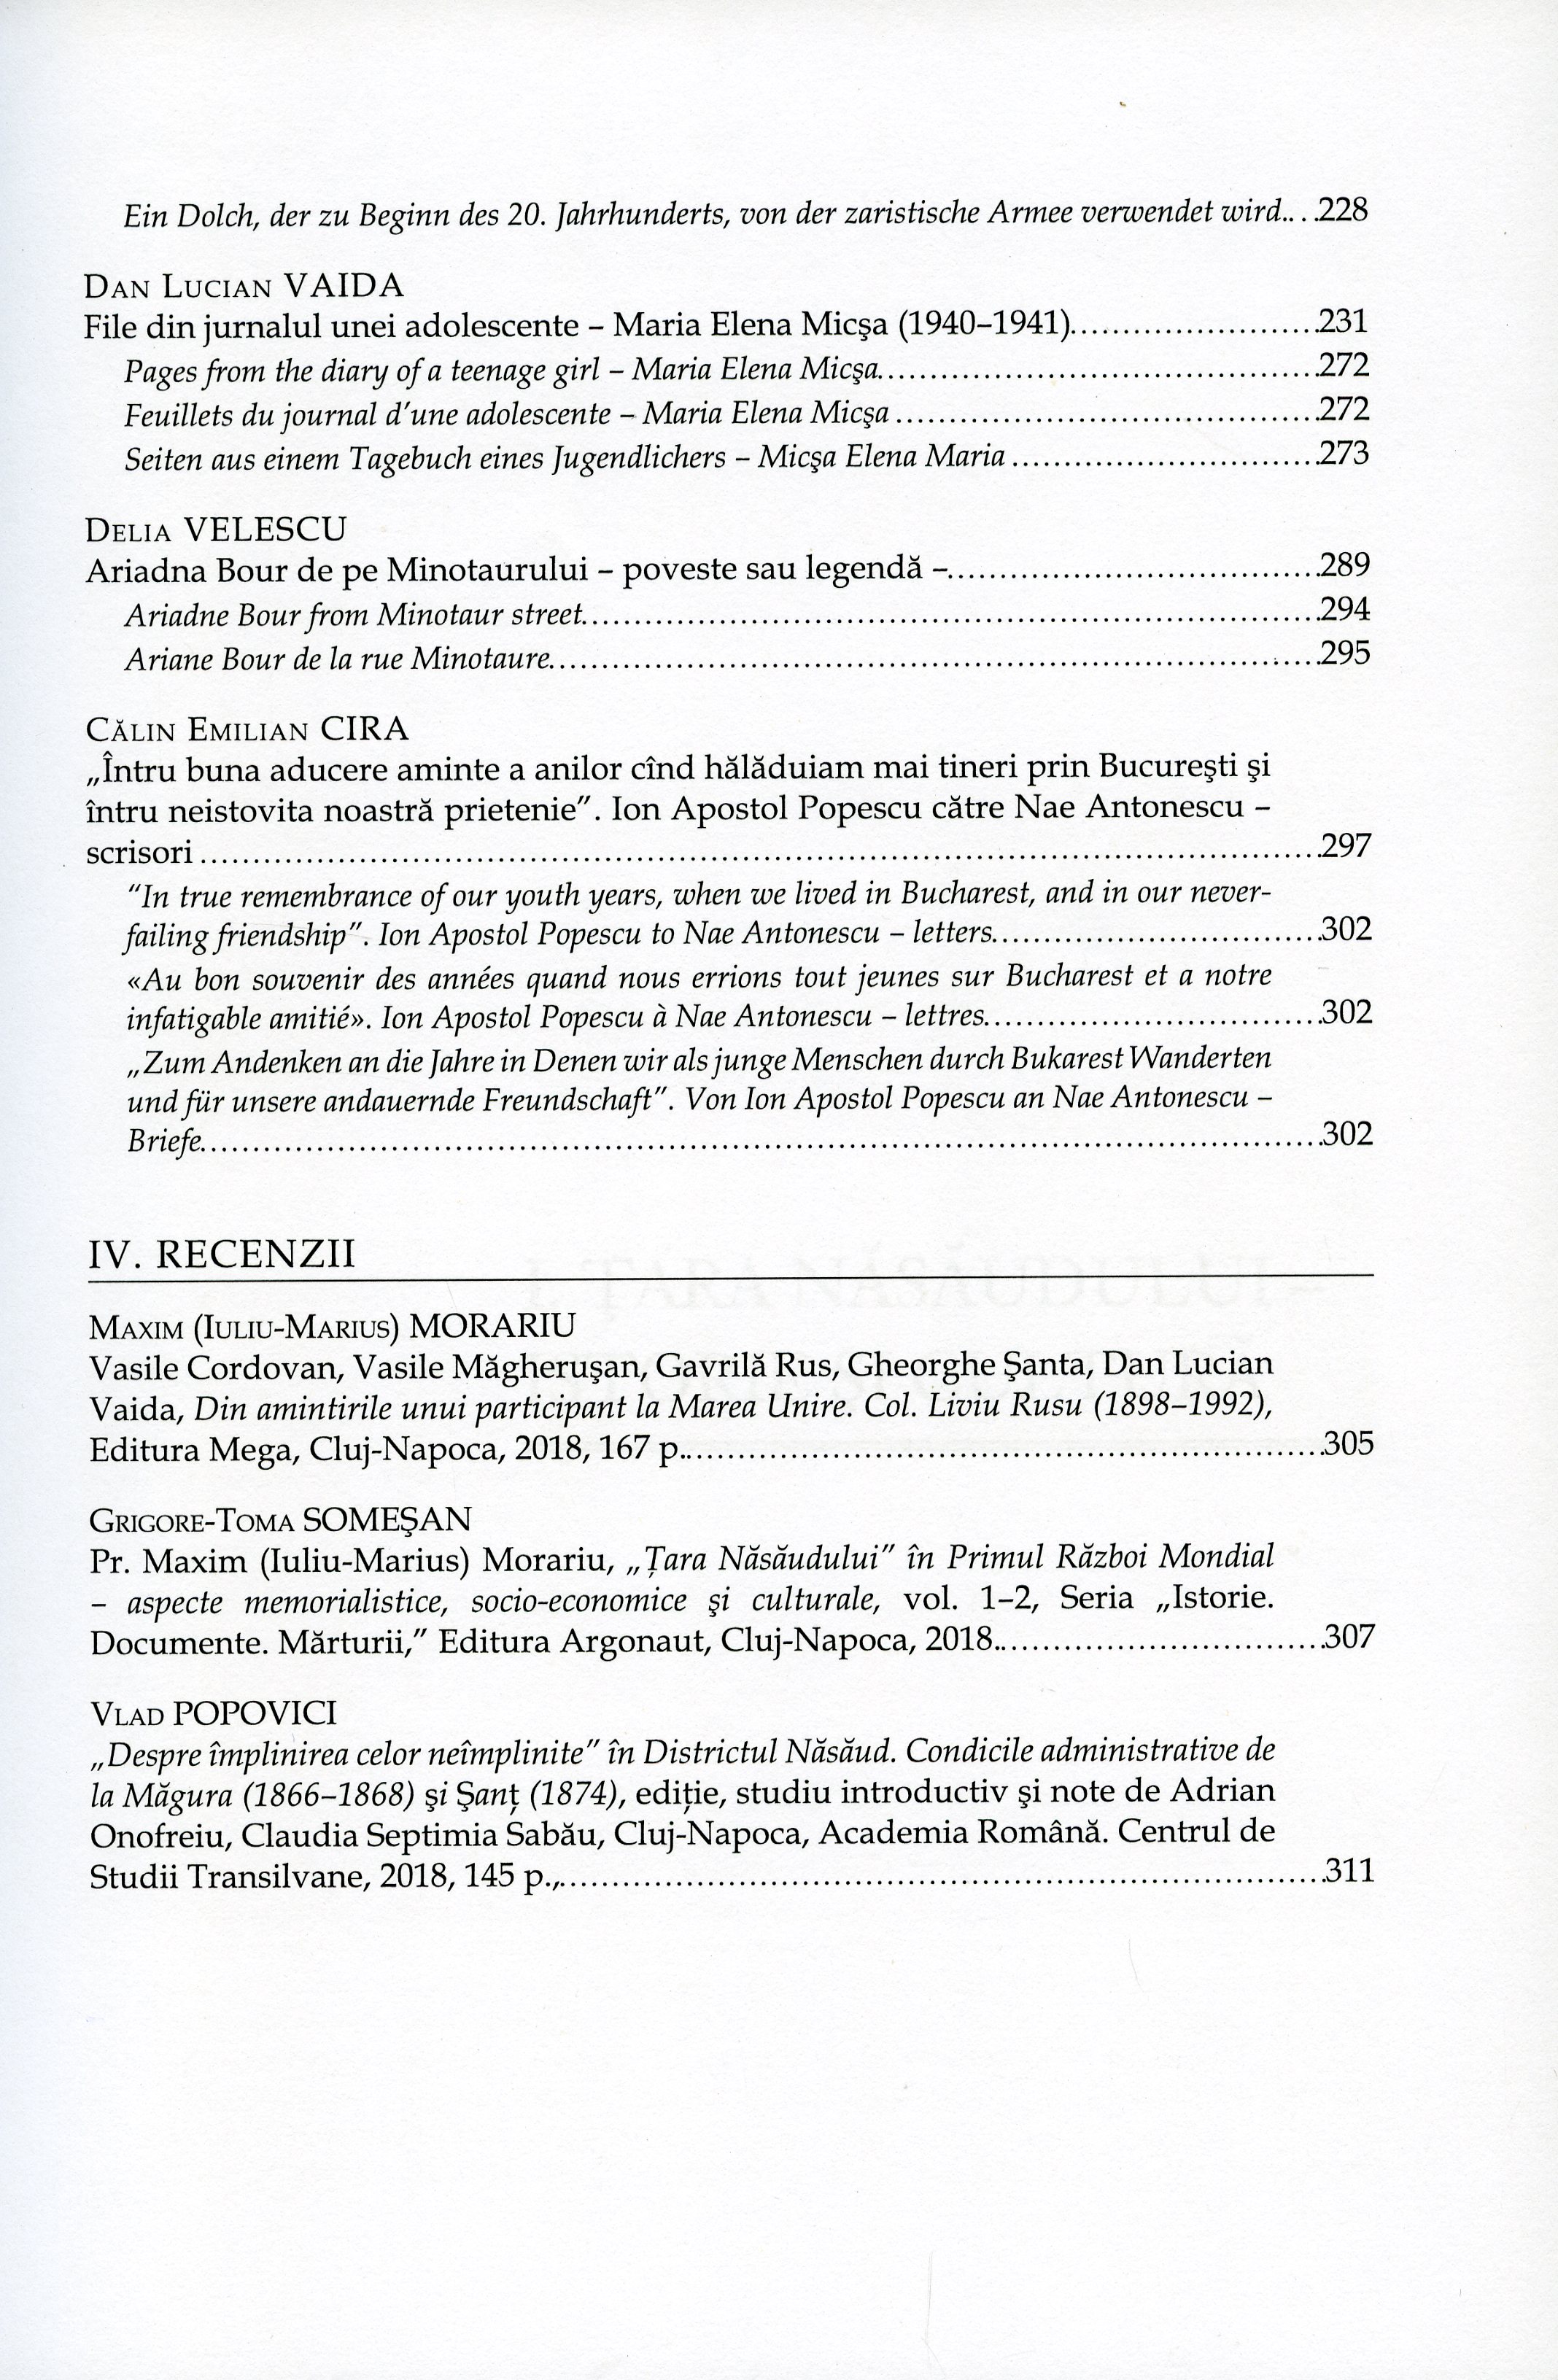 Ein Dolch, der zu Beginn des 20. Jahrhunderts, von der zaristische Armee verwendet wird... .228
DAN LUCIAN VAIDA
File din jurnalul unei adolescente – Maria Elena Micşa (1940–1941)........................231
Pages from the diary of a teenage girl – Maria Elena Micşa..........................................272
Feuillets du journal d'une adolescente – Maria Elena Micşa .........................................272
Seiten aus einem Tagebuch eines Jugendlichers – Micşa Elena Maria ..............................273
DELIA VELESCU
Ariadna Bour de pe Minotaurului – poveste sau legendă –....................................289
Ariadne Bour from Minotaur street......................................................................294
Ariane Bour de la rue Minotaure.........................................................................295
CĂLIN EMILIAN CIRA
„Întru buna aducere aminte a anilor cînd hălăduiam mai tineri prin Bucureşti şi
întru neistovita noastră prietenie”. Ion Apostol Popescu către Nae Antonescu –
scrisori ...........................................................................................................297
“In true remembrance of our youth years, when we lived in Bucharest, and in our never-
failing friendship”. Ion Apostol Popescu to Nae Antonescu – letters................................302
«Au bon souvenir des années quand nous errions tout jeunes sur Bucharest et a notre
infatigable amitié». Ion Apostol Popescu à Nae Antonescu – lettres.................................302
„Zum Andenken an die Jahre in Denen wir als junge Menschen durch Bukarest Wanderten
und für unsere andauernde Freundschaft”. Von Ion Apostol Popescu an Nae Antonescu –
Briefe...........................................................................................................302
IV. RECENZII
MAXIM (IULIU-MARIUS) MORARIU
Vasile Cordovan, Vasile Măgheruşan, Gavrilă Rus, Gheorghe Şanta, Dan Lucian
Vaida, Din amintirile unui participant la Marea Unire. Col. Liviu Rusu (1898–1992),
Editura Mega, Cluj-Napoca, 2018, 167 p..............................................................305
GRIGORE-TOMA SOMEŞAN
Pr. Maxim (Iuliu-Marius) Morariu, „Ţara Năsăudului” în Primul Război Mondial
– aspecte memorialistice, socio-economice şi culturale, vol. 1–2, Seria „Istorie.
Documente. Mărturii,” Editura Argonaut, Cluj-Napoca, 2018................................307
VLAD POPOVICI
„Despre împlinirea celor neîmplinite” în Districtul Năsăud. Condicile administrative de
la Măgura (1866–1868) şi Şanţ (1874), ediţie, studiu introductiv şi note de Adrian
Onofreiu, Claudia Septimia Sabău, Cluj-Napoca, Academia Română. Centrul de
Studii Transilvane, 2018, 145 p.,..........................................................................311